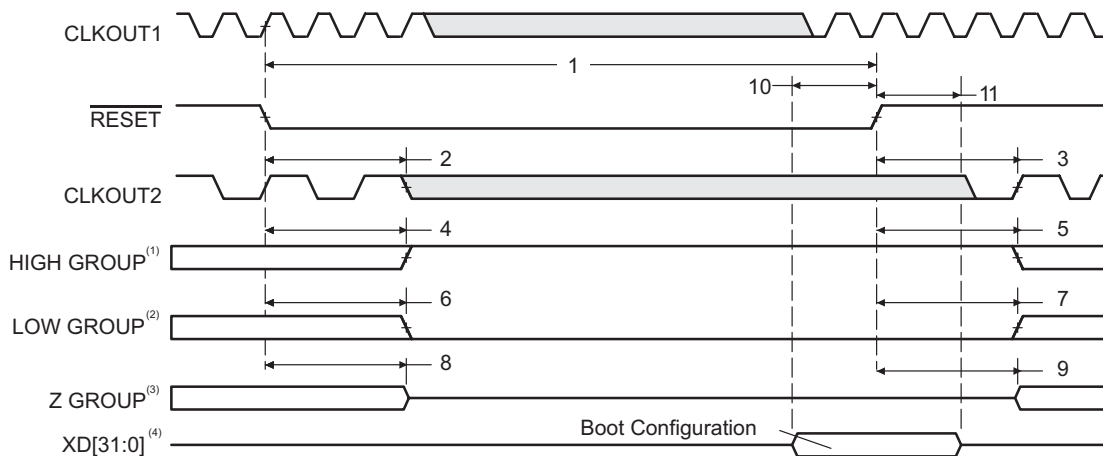 CLKOUT1
1
10
11
RESET
2
3
CLKOUT2
4
5
HIGH GROUP(1)
6
7
LOW GROUP(2)
8
9
Z GROUP(3)
Boot Configuration
XD[31:0](4)